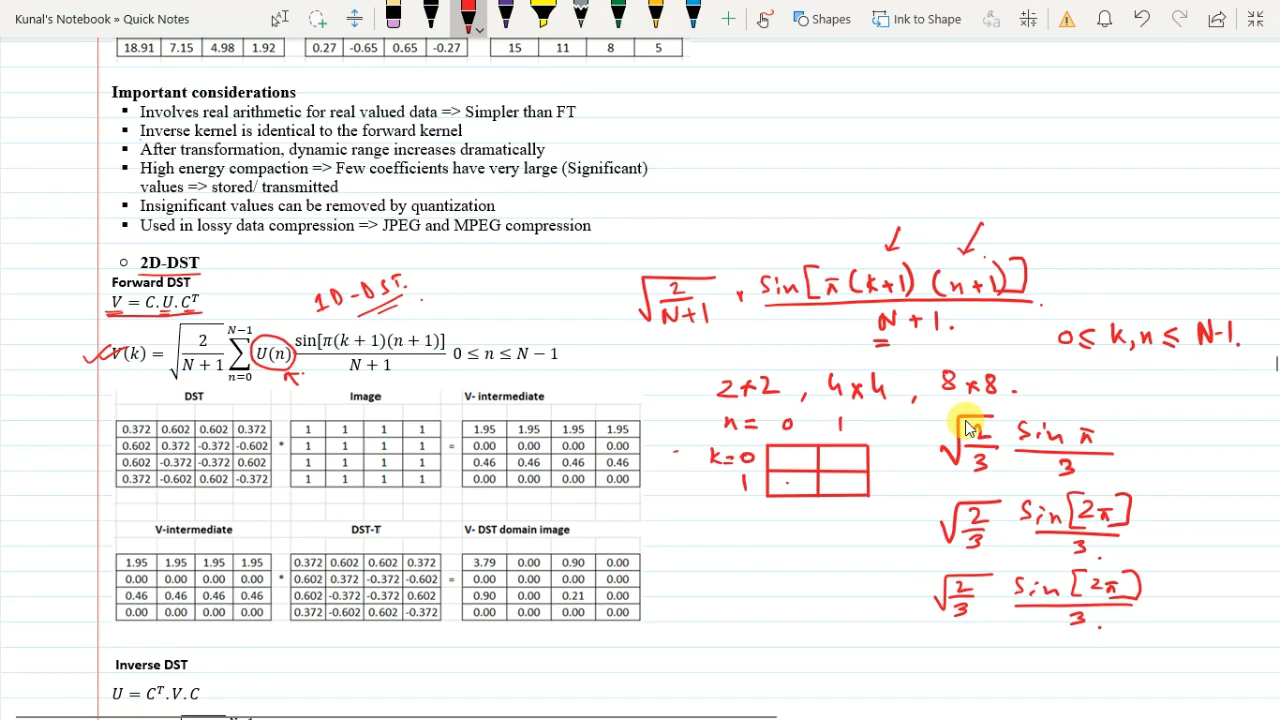 Kunal's Notebook » Quick Notes
Shapes
Ink to Shape
18.91 7.15 4.98 1.92
0.27 -0.65 0.65 -0.27
15 11 8 5
Important considerations
▪ Involves real arithmetic for real valued data => Simpler than FT
▪ Inverse kernel is identical to the forward kernel
▪ After transformation, dynamic range increases dramatically
▪ High energy compaction => Few coefficients have very large (Significant)
values => stored/ transmitted
▪ Insignificant values can be removed by quantization
▪ Used in lossy data compression => JPEG and MPEG compression
○ 2D-DST
Forward DST
V = C.U.C^T
1D-DST.
V(k) = √(2/(N+1)) ∑_{n=0}^{N−1} U(n) sin[π(k+1)(n+1)]/(N+1) 0 ≤ n ≤ N − 1
DST Image V- intermediate
0.372 0.602 0.602 0.372 1 1 1 1 1.95 1.95 1.95 1.95
0.602 0.372 -0.372 -0.602 * 1 1 1 1 = 0.00 0.00 0.00 0.00
0.602 -0.372 -0.372 0.602 1 1 1 1 0.46 0.46 0.46 0.46
0.372 -0.602 0.602 -0.372 1 1 1 1 0.00 0.00 0.00 0.00
V-intermediate DST-T V- DST domain image
1.95 1.95 1.95 1.95 0.372 0.602 0.602 0.372 3.79 0.00 0.90 0.00
0.00 0.00 0.00 0.00 * 0.602 0.372 -0.372 -0.602 = 0.00 0.00 0.00 0.00
0.46 0.46 0.46 0.46 0.602 -0.372 -0.372 0.602 0.90 0.00 0.21 0.00
0.00 0.00 0.00 0.00 0.372 -0.602 0.602 -0.372 0.00 0.00 0.00 0.00
Inverse DST
U = C^T.V.C
√(2/(N+1)) * sin[π(k+1)(n+1)]/(N+1).
0 ≤ k,n ≤ N-1.
2*2, 4*4, 8*8.
n = 0 1
k=0
1
√(2/3) sin π/3
√(2/3) sin[2π]/3.
√(2/3) sin[2π)/3.